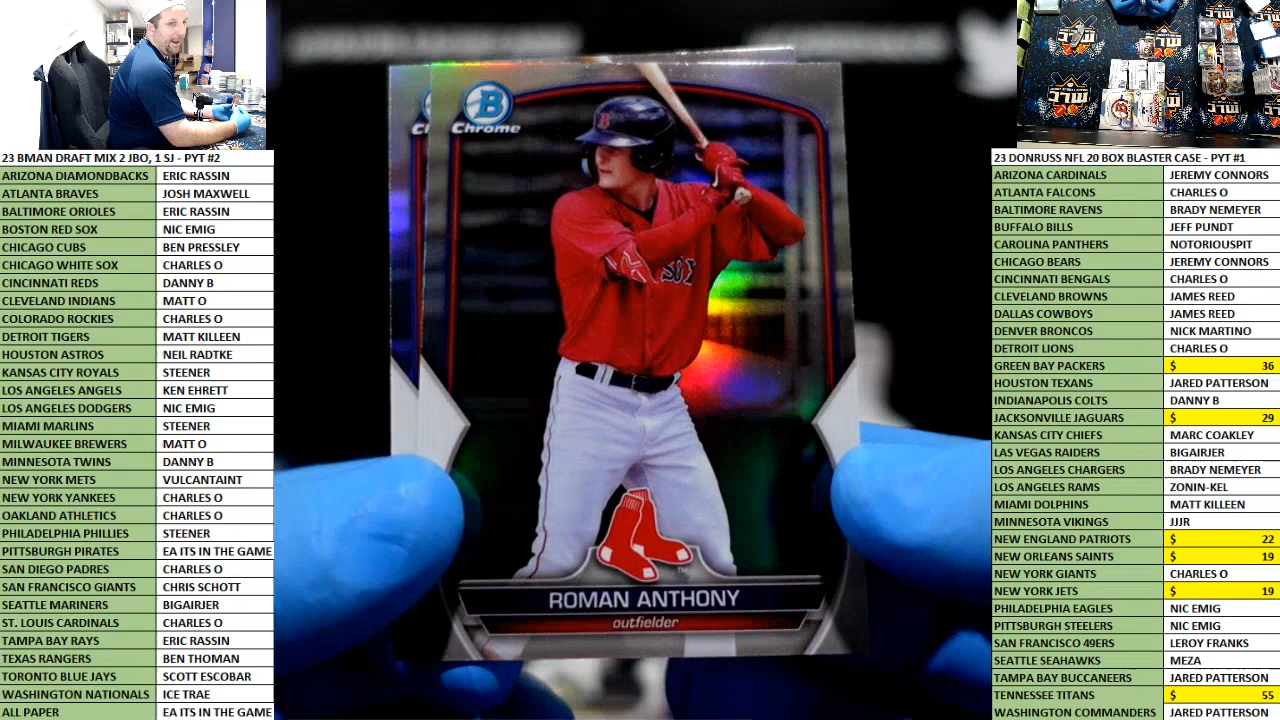 23 BMAN DRAFT MIX 2 JBO, 1 SJ - PYT #2
ARIZONA DIAMONDBACKS ERIC RASSIN
ATLANTA BRAVES JOSH MAXWELL
BALTIMORE ORIOLES ERIC RASSIN
BOSTON RED SOX NIC EMIG
CHICAGO CUBS BEN PRESSLEY
CHICAGO WHITE SOX CHARLES O
CINCINNATI REDS DANNY B
CLEVELAND INDIANS MATT O
COLORADO ROCKIES CHARLES O
DETROIT TIGERS MATT KILLEEN
HOUSTON ASTROS NEIL RADTKE
KANSAS CITY ROYALS STEENER
LOS ANGELES ANGELS KEN EHRETT
LOS ANGELES DODGERS NIC EMIG
MIAMI MARLINS STEENER
MILWAUKEE BREWERS MATT O
MINNESOTA TWINS DANNY B
NEW YORK METS VULCANTAINT
NEW YORK YANKEES CHARLES O
OAKLAND ATHLETICS CHARLES O
PHILADELPHIA PHILLIES STEENER
PITTSBURGH PIRATES EA ITS IN THE GAME
SAN DIEGO PADRES CHARLES O
SAN FRANCISCO GIANTS CHRIS SCHOTT
SEATTLE MARINERS BIGAIRJER
ST. LOUIS CARDINALS CHARLES O
TAMPA BAY RAYS ERIC RASSIN
TEXAS RANGERS BEN THOMAN
TORONTO BLUE JAYS SCOTT ESCOBAR
WASHINGTON NATIONALS ICE TRAE
ALL PAPER EA ITS IN THE GAME
B
Chrome
B
SOX
ROMAN ANTHONY
outfielder
23 DONRUSS NFL 20 BOX BLASTER CASE - PYT #1
ARIZONA CARDINALS JEREMY CONNORS
ATLANTA FALCONS CHARLES O
BALTIMORE RAVENS BRADY NEMEYER
BUFFALO BILLS JEFF PUNDT
CAROLINA PANTHERS NOTORIOUSPIT
CHICAGO BEARS JEREMY CONNORS
CINCINNATI BENGALS CHARLES O
CLEVELAND BROWNS JAMES REED
DALLAS COWBOYS JAMES REED
DENVER BRONCOS NICK MARTINO
DETROIT LIONS CHARLES O
GREEN BAY PACKERS $ 36
HOUSTON TEXANS JARED PATTERSON
INDIANAPOLIS COLTS DANNY B
JACKSONVILLE JAGUARS $ 29
KANSAS CITY CHIEFS MARC COAKLEY
LAS VEGAS RAIDERS BIGAIRJER
LOS ANGELES CHARGERS BRADY NEMEYER
LOS ANGELES RAMS ZONIN-KEL
MIAMI DOLPHINS MATT KILLEEN
MINNESOTA VIKINGS JJJR
NEW ENGLAND PATRIOTS $ 22
NEW ORLEANS SAINTS $ 19
NEW YORK GIANTS CHARLES O
NEW YORK JETS $ 19
PHILADELPHIA EAGLES NIC EMIG
PITTSBURGH STEELERS NIC EMIG
SAN FRANCISCO 49ERS LEROY FRANKS
SEATTLE SEAHAWKS MEZA
TAMPA BAY BUCCANEERS JARED PATTERSON
TENNESSEE TITANS $ 55
WASHINGTON COMMANDERS JARED PATTERSON